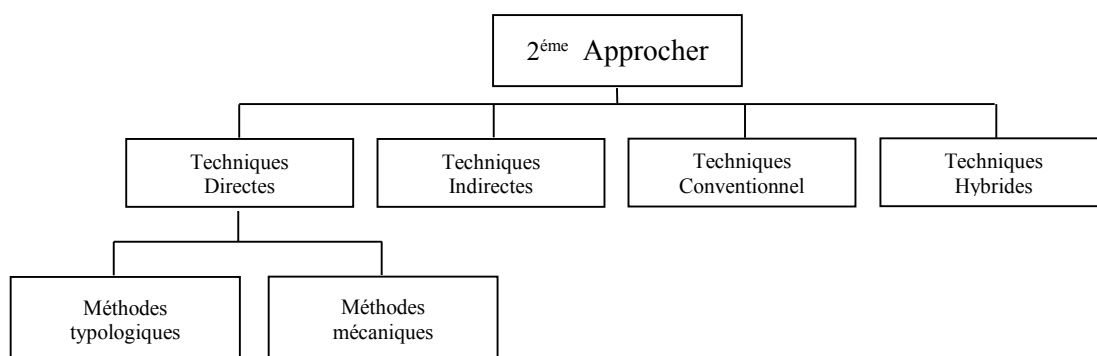 2éme Approcher
Techniques
Directes
Techniques
Indirectes
Techniques
Conventionnel
Techniques
Hybrides
Méthodes
typologiques
Méthodes
mécaniques